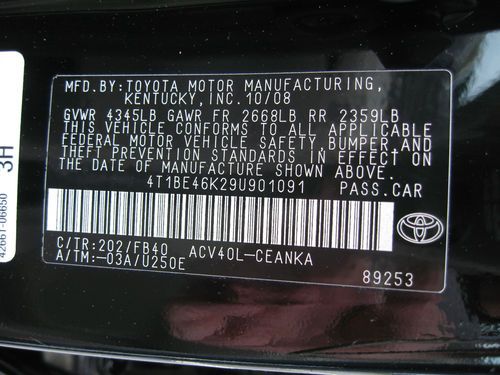 MFD.BY:TOYOTA MOTOR MANUFACTURING,
KENTUCKY,INC.10/08
GVWR 4345LB GAWR FR 2668LB RR 2359LB
THIS VEHICLE CONFORMS TO ALL APPLICABLE
FEDERAL MOTOR VEHICLE SAFETY,BUMPER,AND
THEFT PREVENTION STANDARDS IN EFFECT ON
THE DATE OF MANUFACTURE SHOWN ABOVE.
4T1BE46K29U901091 PASS.CAR
C/TR:202/FB40 ACV40L-CEANKA
A/TM:-03A/U250E
89253
3H
42661-06650